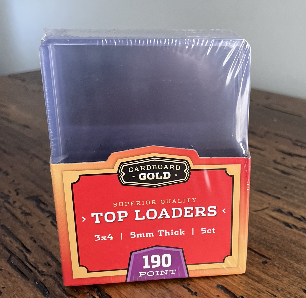 CARDBOARD
GOLD
SUPERIOR QUALITY
TOP LOADERS
3x4 | 5mm Thick | 5ct
190
POINT